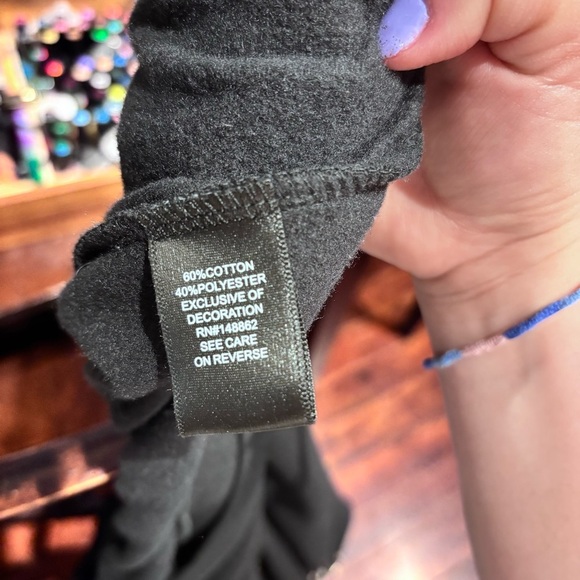 60%COTTON
40%POLYESTER
EXCLUSIVE OF
DECORATION
RN#148862
SEE CARE
ON REVERSE